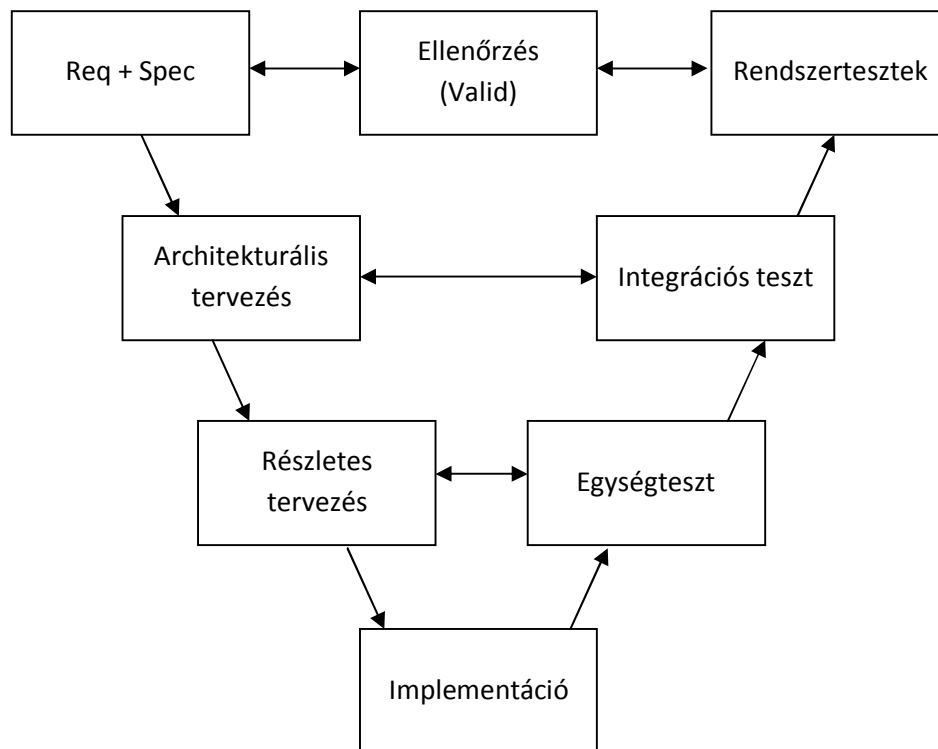 Req + Spec
Ellenőrzés
(Valid)
Rendszertesztek
Architekturális
tervezés
Integrációs teszt
Részletes
tervezés
Egységteszt
Implementáció